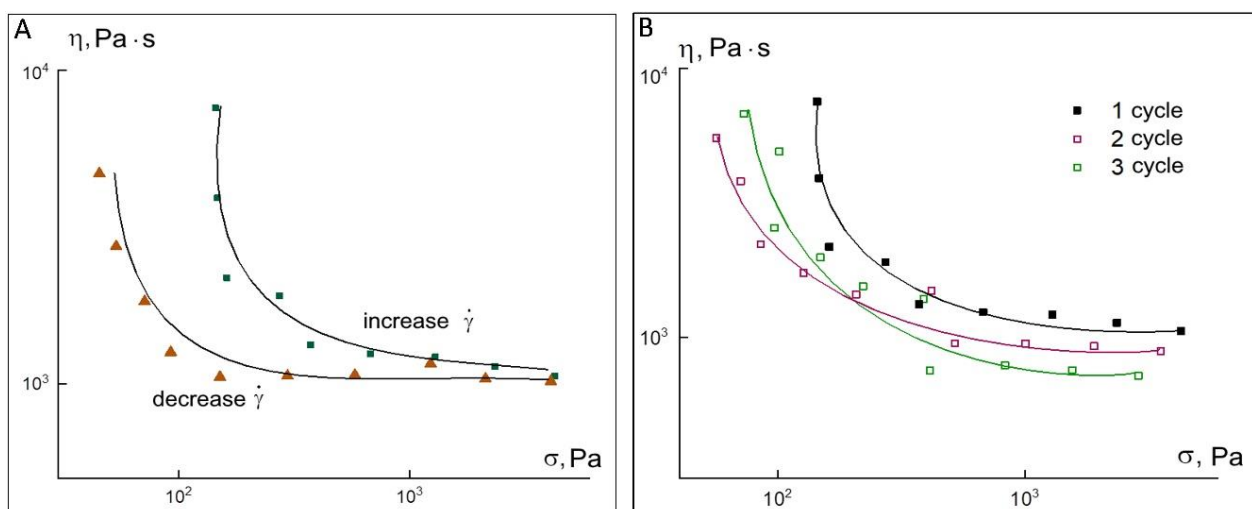 A
η, Pa·s
10⁴
increase γ̇
10³
decrease γ̇
σ, Pa
10² 10³
B
η, Pa·s
10⁴
1 cycle
2 cycle
3 cycle
10³
σ, Pa
10² 10³